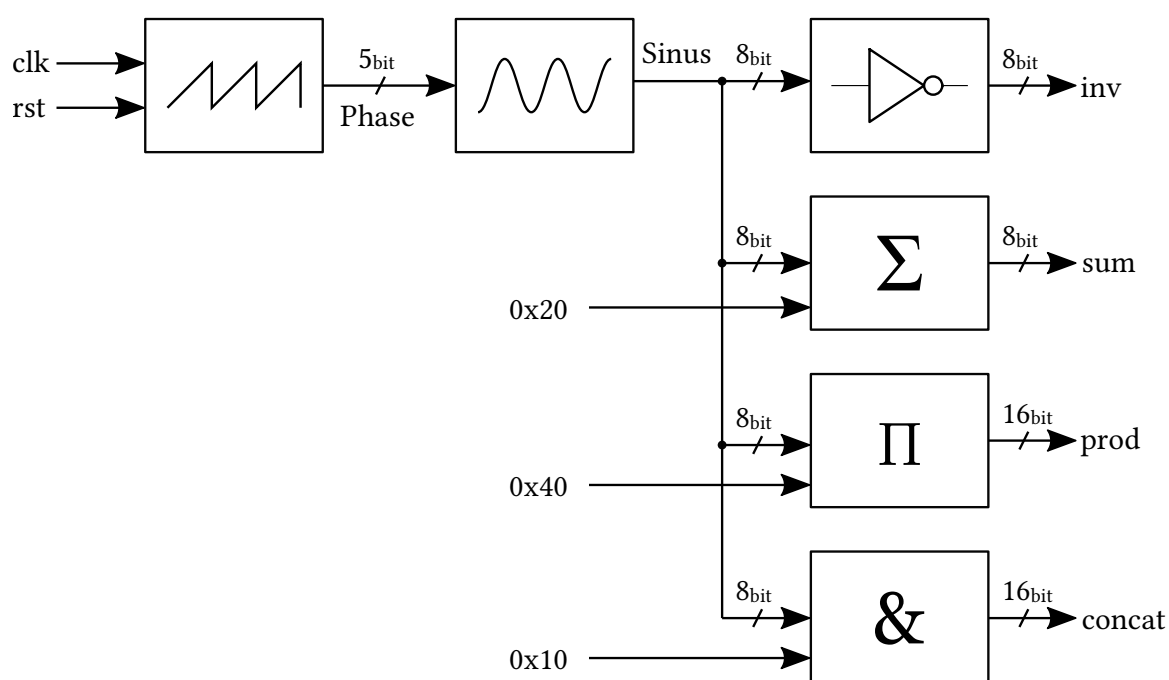 clk
rst
5bit
Phase
Sinus
8bit
8bit
inv
8bit
0x20
Σ
8bit
sum
8bit
0x40
Π
16bit
prod
8bit
0x10
&
16bit
concat